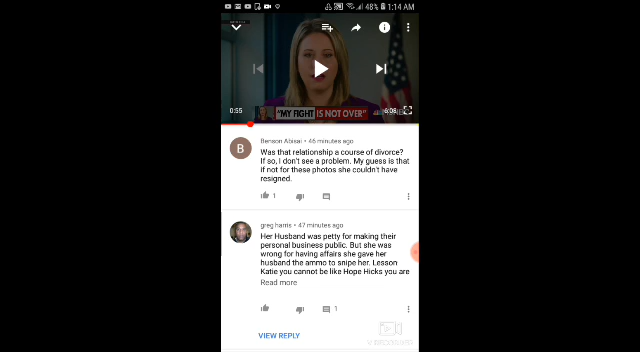 48% 1:14 AM
0:55
"MY FIGHT IS NOT OVER"
6:08
B
Benson Abisai • 46 minutes ago
Was that relationship a course of divorce?
If so, I don't see a problem. My guess is that
if not for these photos she couldn't have
resigned.
1
greg harris • 47 minutes ago
Her Husband was petty for making their
personal business public. But she was
wrong for having affairs she gave her
husband the ammo to snipe her. Lesson
Katie you cannot be like Hope Hicks you are
Read more
1
VIEW REPLY